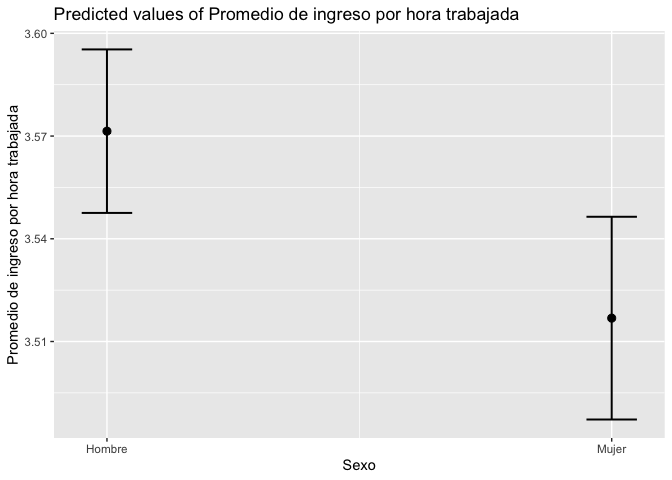 Predicted values of Promedio de ingreso por hora trabajada
Promedio de ingreso por hora trabajada
3.60
3.57
3.54
3.51
Hombre
Mujer
Sexo